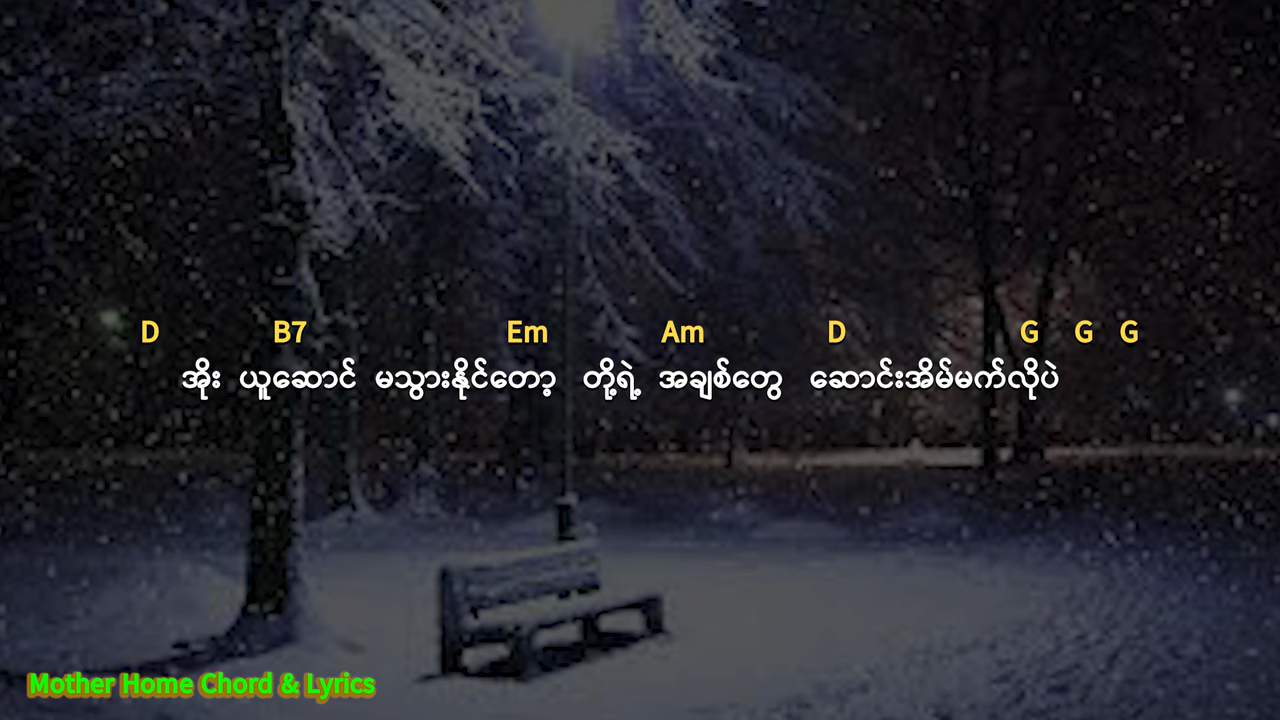 D B7 Em Am D G G G
အိုး ယူဆောင် မသွားနိုင်တော့ တို့ရဲ့ အချစ်တွေ ဆောင်းအိမ်မက်လိုပဲ
Mother Home Chord & Lyrics